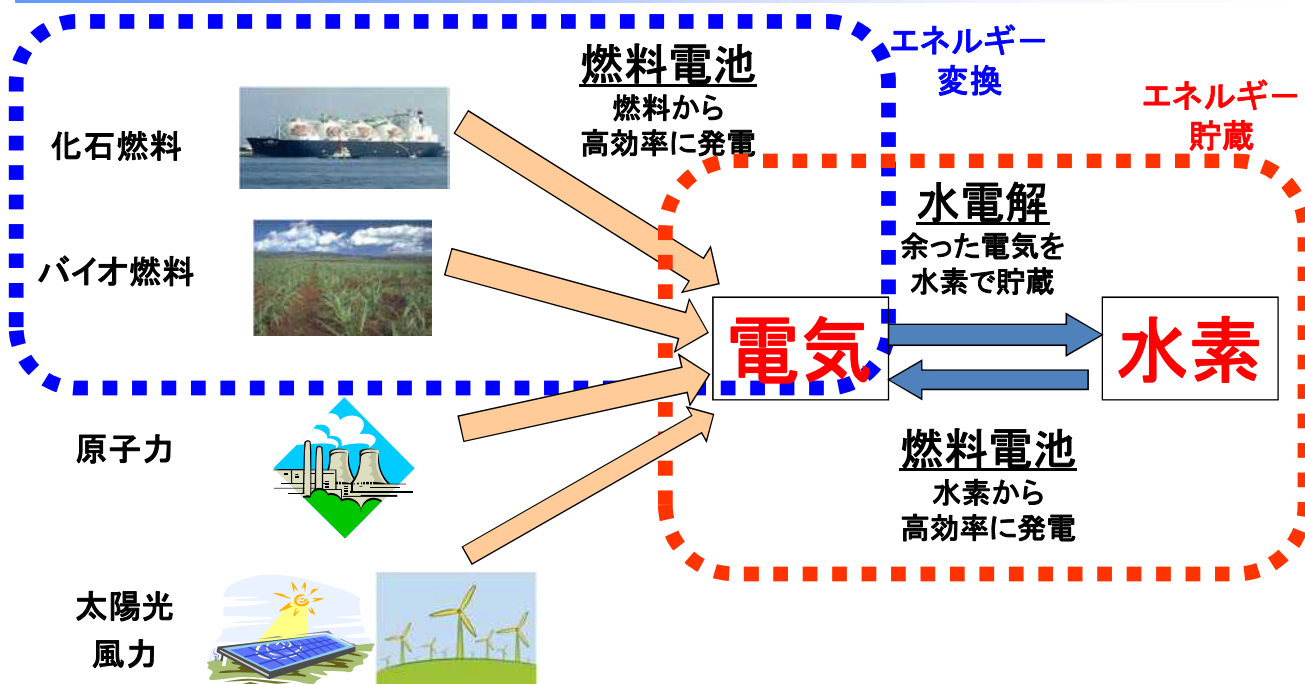 エネルギー
変換
燃料電池
燃料から
高効率に発電
エネルギー
貯蔵
化石燃料
水電解
余った電気を
水素で貯蔵
バイオ燃料
電気
水素
原子力
燃料電池
水素から
高効率に発電
太陽光
風力